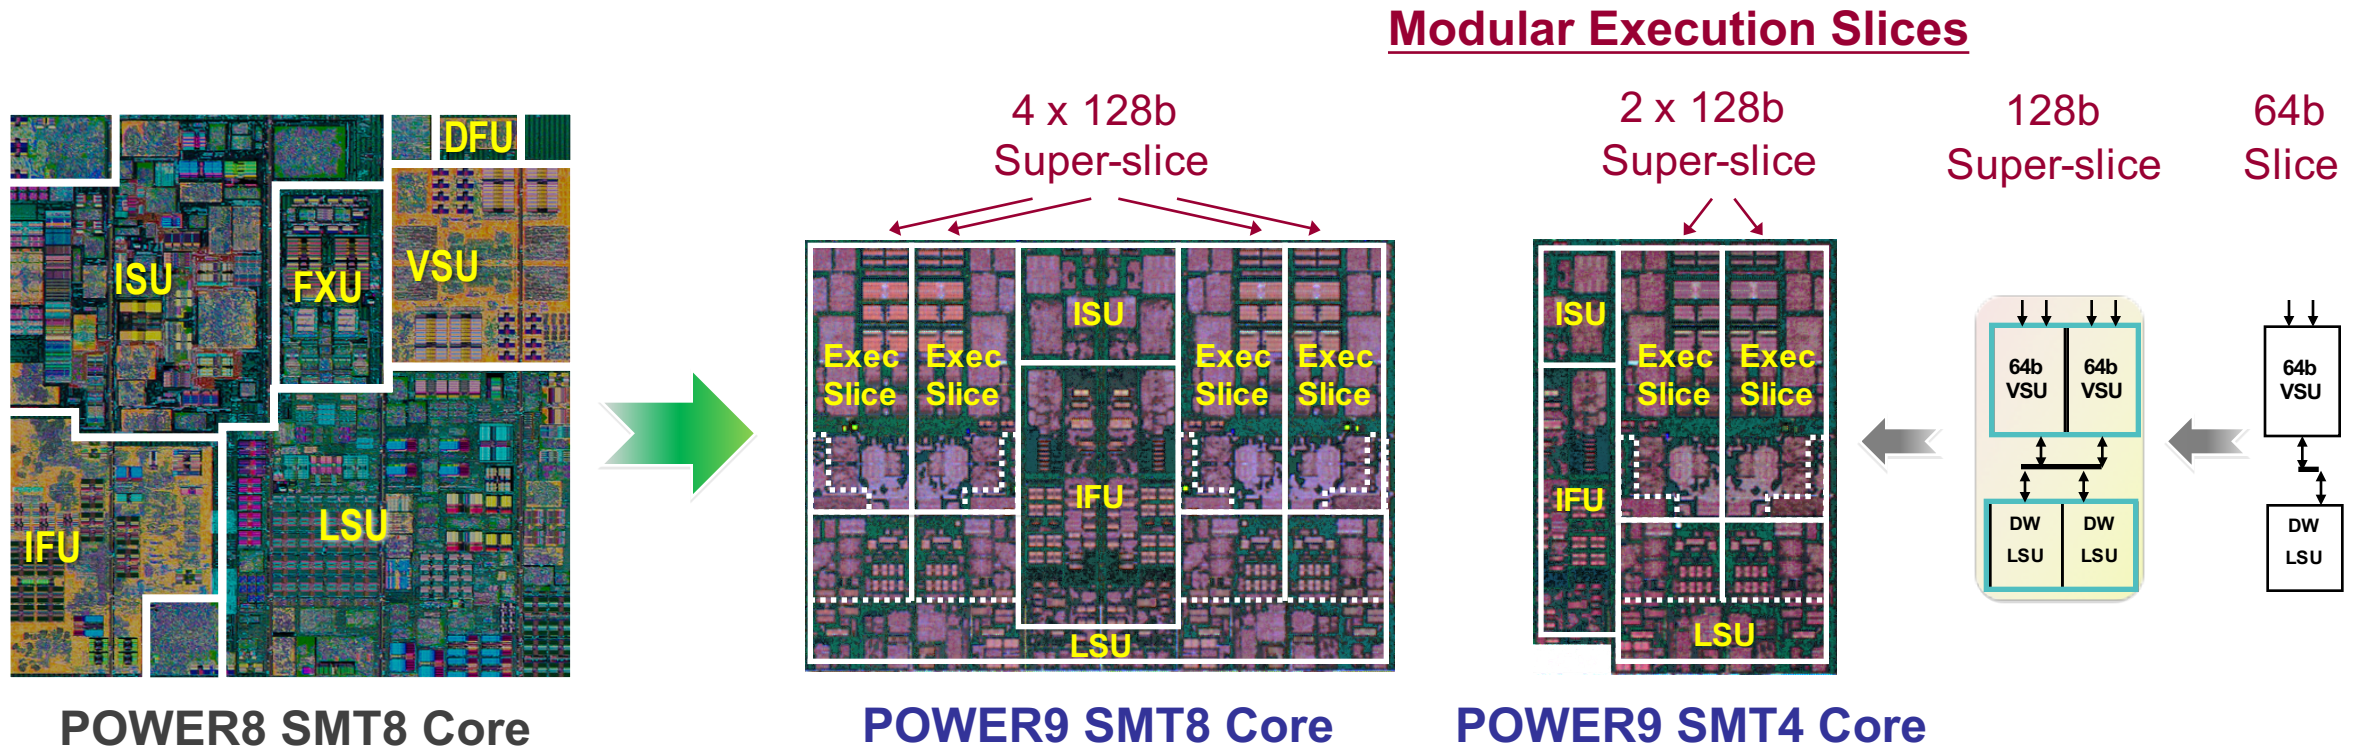 Modular Execution Slices
4 x 128b
Super-slice
2 x 128b
Super-slice
128b
Super-slice
64b
Slice
DFU
ISU
FXU
VSU
IFU
LSU
ISU
Exec
Slice
Exec
Slice
Exec
Slice
Exec
Slice
IFU
LSU
ISU
Exec
Slice
Exec
Slice
IFU
LSU
64b
VSU
64b
VSU
DW
LSU
DW
LSU
64b
VSU
DW
LSU
POWER8 SMT8 Core
POWER9 SMT8 Core
POWER9 SMT4 Core